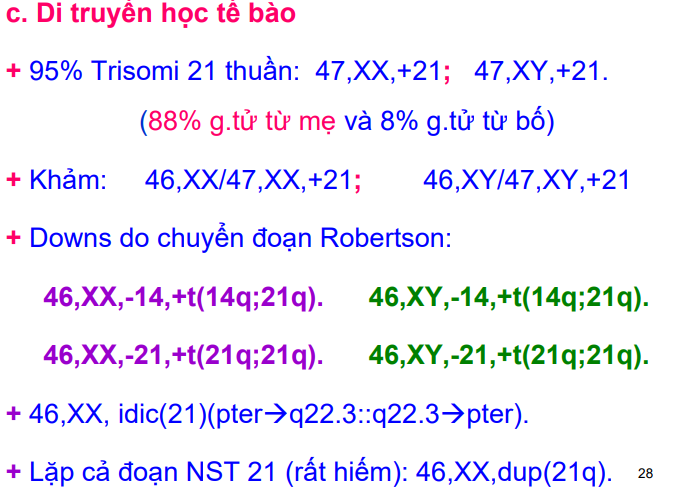 c. Di truyền học tế bào
+ 95% Trisomi 21 thuần: 47,XX,+21; 47,XY,+21.
(88% g.tử từ mẹ và 8% g.tử từ bố)
+ Khảm: 46,XX/47,XX,+21; 46,XY/47,XY,+21
+ Downs do chuyển đoạn Robertson:
46,XX,-14,+t(14q;21q). 46,XY,-14,+t(14q;21q).
46,XX,-21,+t(21q;21q). 46,XY,-21,+t(21q;21q).
+ 46,XX, idic(21)(pter→q22.3::q22.3→pter).
+ Lặp cả đoạn NST 21 (rất hiếm): 46,XX,dup(21q). 28